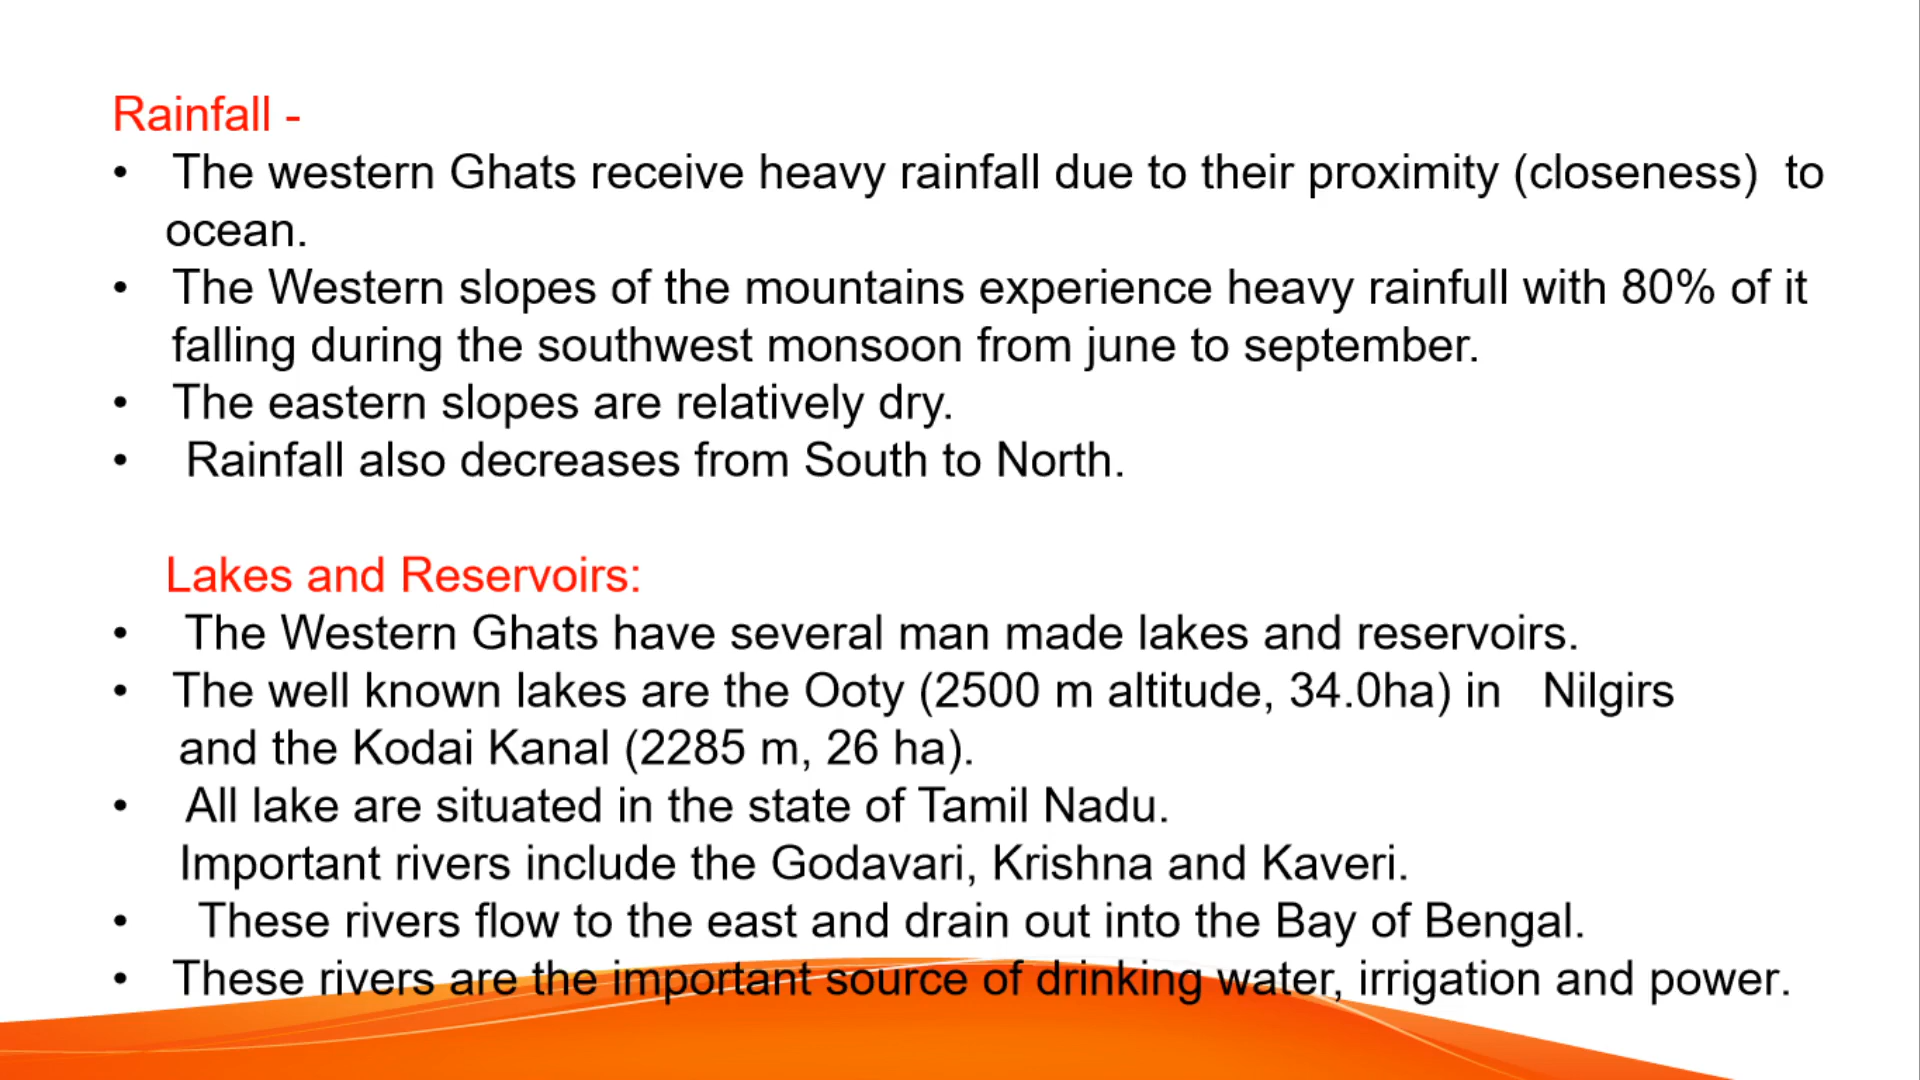 Rainfall -
• The western Ghats receive heavy rainfall due to their proximity (closeness) to
ocean.
• The Western slopes of the mountains experience heavy rainfull with 80% of it
falling during the southwest monsoon from june to september.
• The eastern slopes are relatively dry.
• Rainfall also decreases from South to North.
Lakes and Reservoirs:
• The Western Ghats have several man made lakes and reservoirs.
• The well known lakes are the Ooty (2500 m altitude, 34.0ha) in Nilgirs
and the Kodai Kanal (2285 m, 26 ha).
• All lake are situated in the state of Tamil Nadu.
Important rivers include the Godavari, Krishna and Kaveri.
• These rivers flow to the east and drain out into the Bay of Bengal.
• These rivers are the important source of drinking water, irrigation and power.